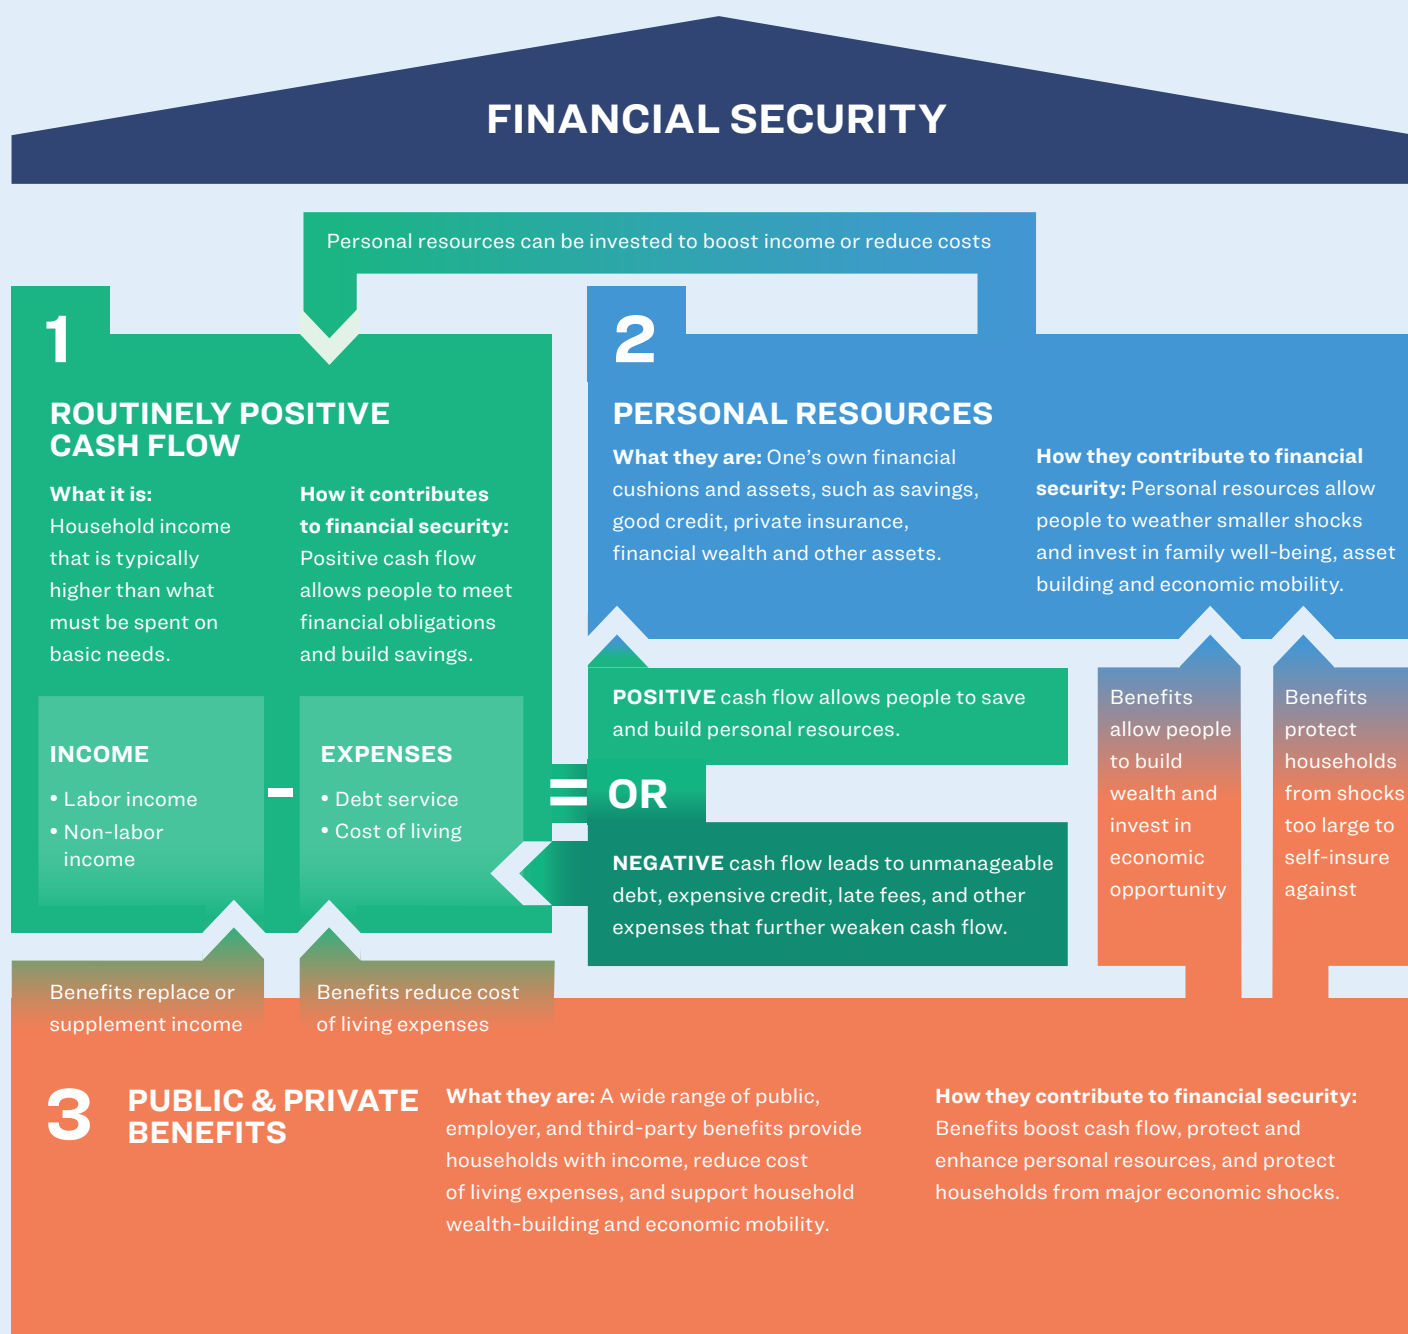 FINANCIAL SECURITY
Personal resources can be invested to boost income or reduce costs
1
ROUTINELY POSITIVE
CASH FLOW
What it is:
Household income
that is typically
higher than what
must be spent on
basic needs.
How it contributes
to financial security:
Positive cash flow
allows people to meet
financial obligations
and build savings.
INCOME
• Labor income
• Non-labor
income
-
EXPENSES
• Debt service
• Cost of living
=
2
PERSONAL RESOURCES
What they are: One’s own financial
cushions and assets, such as savings,
good credit, private insurance,
financial wealth and other assets.
How they contribute to financial
security: Personal resources allow
people to weather smaller shocks
and invest in family well-being, asset
building and economic mobility.
POSITIVE cash flow allows people to save
and build personal resources.
OR
NEGATIVE cash flow leads to unmanageable
debt, expensive credit, late fees, and other
expenses that further weaken cash flow.
Benefits
allow people
to build
wealth and
invest in
economic
opportunity
Benefits
protect
households
from shocks
too large to
self-insure
against
Benefits replace or
supplement income
Benefits reduce cost
of living expenses
3
PUBLIC & PRIVATE
BENEFITS
What they are: A wide range of public,
employer, and third-party benefits provide
households with income, reduce cost
of living expenses, and support household
wealth-building and economic mobility.
How they contribute to financial security:
Benefits boost cash flow, protect and
enhance personal resources, and protect
households from major economic shocks.